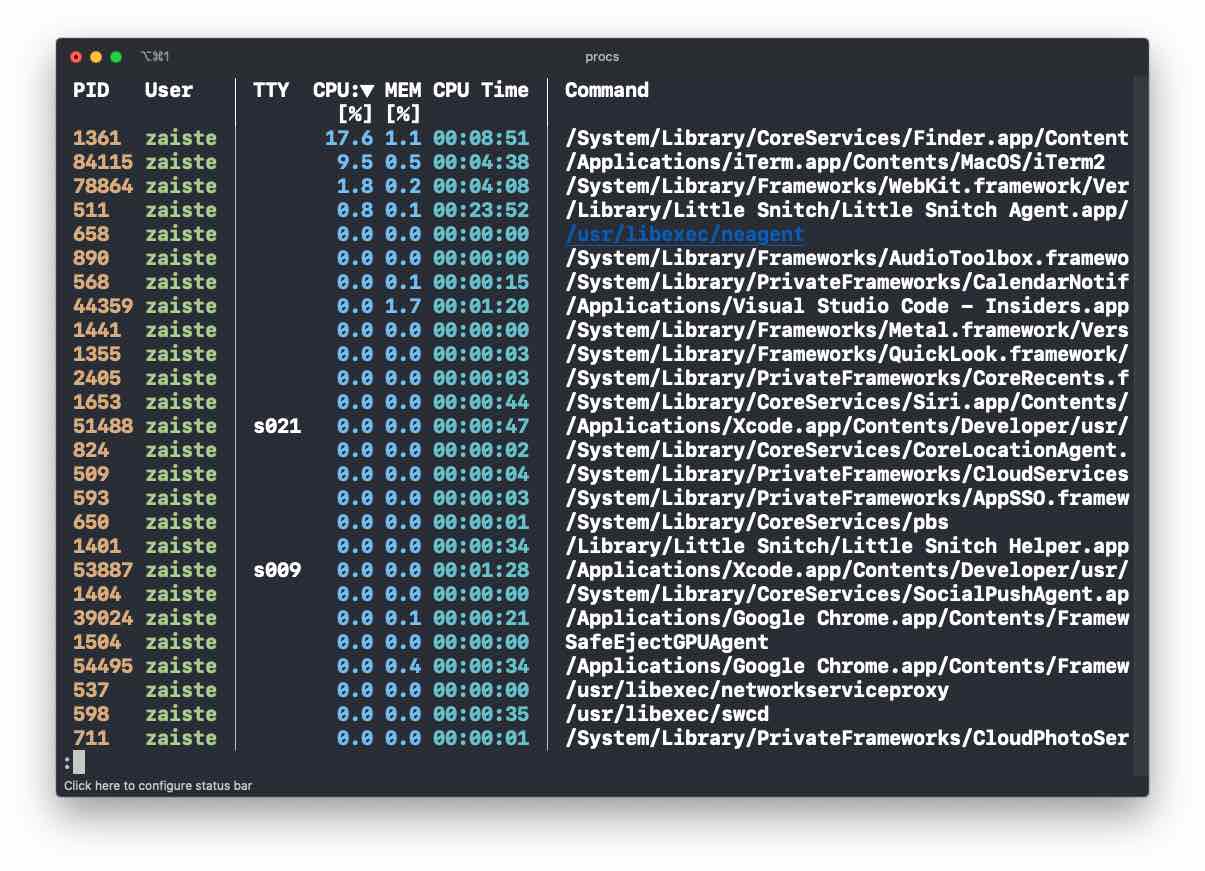 ⌥⌘1 procs
PID User TTY CPU:▼ MEM CPU Time Command
[%] [%]
1361 zaiste 17.6 1.1 00:08:51 /System/Library/CoreServices/Finder.app/Content
84115 zaiste 9.5 0.5 00:04:38 /Applications/iTerm.app/Contents/MacOS/iTerm2
78864 zaiste 1.8 0.2 00:04:08 /System/Library/Frameworks/WebKit.framework/Ver
511 zaiste 0.8 0.1 00:23:52 /Library/Little Snitch/Little Snitch Agent.app/
658 zaiste 0.0 0.0 00:00:00 /usr/libexec/neagent
890 zaiste 0.0 0.0 00:00:00 /System/Library/Frameworks/AudioToolbox.framewo
568 zaiste 0.0 0.1 00:00:15 /System/Library/PrivateFrameworks/CalendarNotif
44359 zaiste 0.0 1.7 00:01:20 /Applications/Visual Studio Code - Insiders.app
1441 zaiste 0.0 0.0 00:00:00 /System/Library/Frameworks/Metal.framework/Vers
1355 zaiste 0.0 0.0 00:00:03 /System/Library/Frameworks/QuickLook.framework/
2405 zaiste 0.0 0.0 00:00:03 /System/Library/PrivateFrameworks/CoreRecents.f
1653 zaiste 0.0 0.0 00:00:44 /System/Library/CoreServices/Siri.app/Contents/
51488 zaiste s021 0.0 0.0 00:00:47 /Applications/Xcode.app/Contents/Developer/usr/
824 zaiste 0.0 0.0 00:00:02 /System/Library/CoreServices/CoreLocationAgent.
509 zaiste 0.0 0.0 00:00:04 /System/Library/PrivateFrameworks/CloudServices
593 zaiste 0.0 0.0 00:00:03 /System/Library/PrivateFrameworks/AppSSO.framew
650 zaiste 0.0 0.0 00:00:01 /System/Library/CoreServices/pbs
1401 zaiste 0.0 0.0 00:00:34 /Library/Little Snitch/Little Snitch Helper.app
53887 zaiste s009 0.0 0.0 00:01:28 /Applications/Xcode.app/Contents/Developer/usr/
1404 zaiste 0.0 0.0 00:00:00 /System/Library/CoreServices/SocialPushAgent.ap
39024 zaiste 0.0 0.1 00:00:21 /Applications/Google Chrome.app/Contents/Framew
1504 zaiste 0.0 0.0 00:00:00 SafeEjectGPUAgent
54495 zaiste 0.0 0.4 00:00:34 /Applications/Google Chrome.app/Contents/Framew
537 zaiste 0.0 0.0 00:00:00 /usr/libexec/networkserviceproxy
598 zaiste 0.0 0.0 00:00:35 /usr/libexec/swcd
711 zaiste 0.0 0.0 00:00:01 /System/Library/PrivateFrameworks/CloudPhotoSer
:
Click here to configure status bar